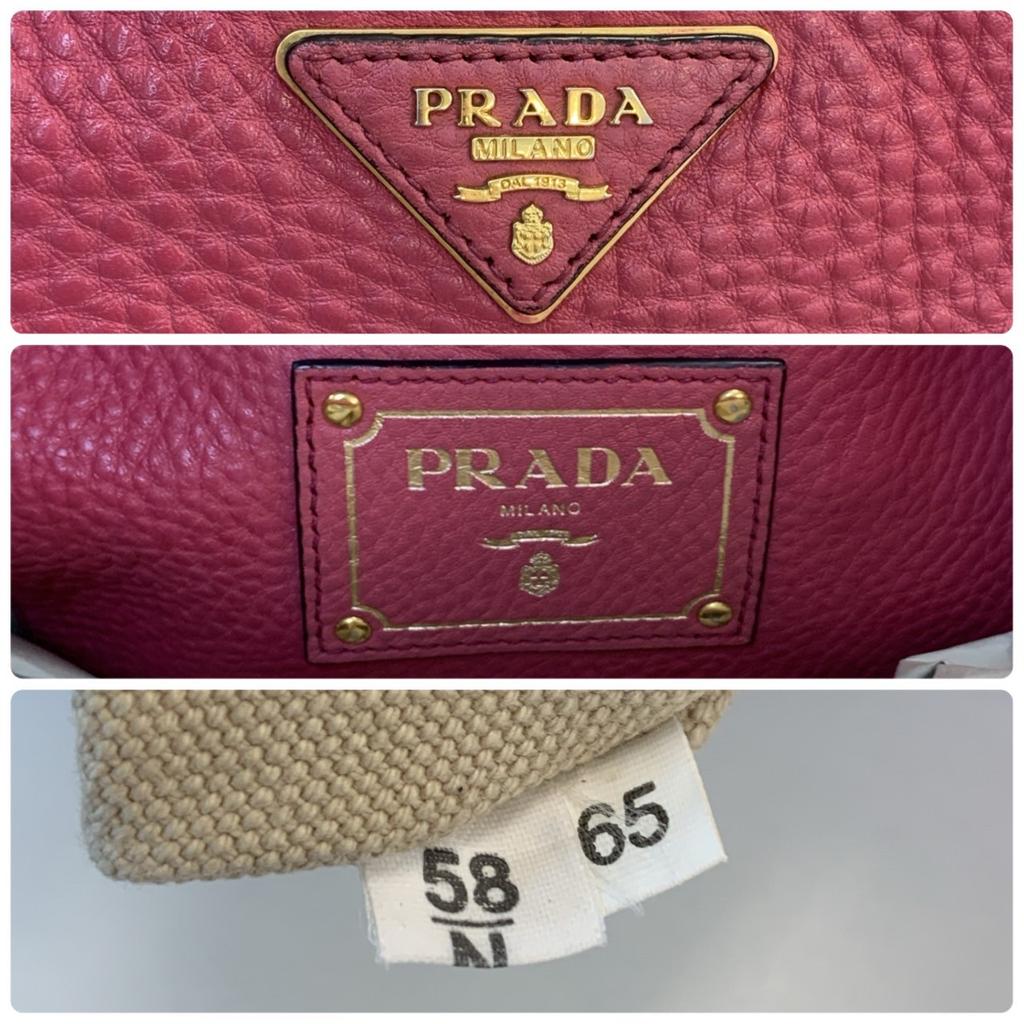 PRADA
MILANO
DAL 1913
PRADA
MILANO
65
58
N